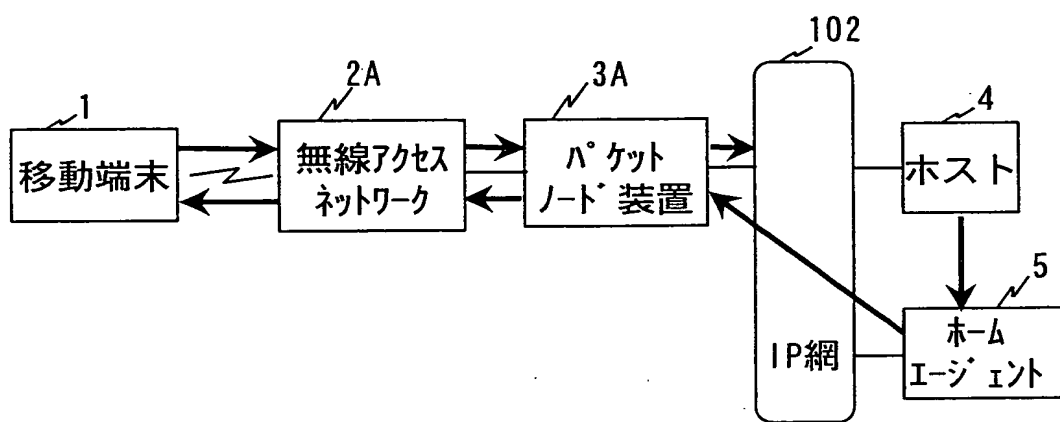 102
2A
3A
1
4
移動端末
無線アクセス
ネットワーク
パケット
ノード装置
ホスト
5
IP網
ホーム
エージェント